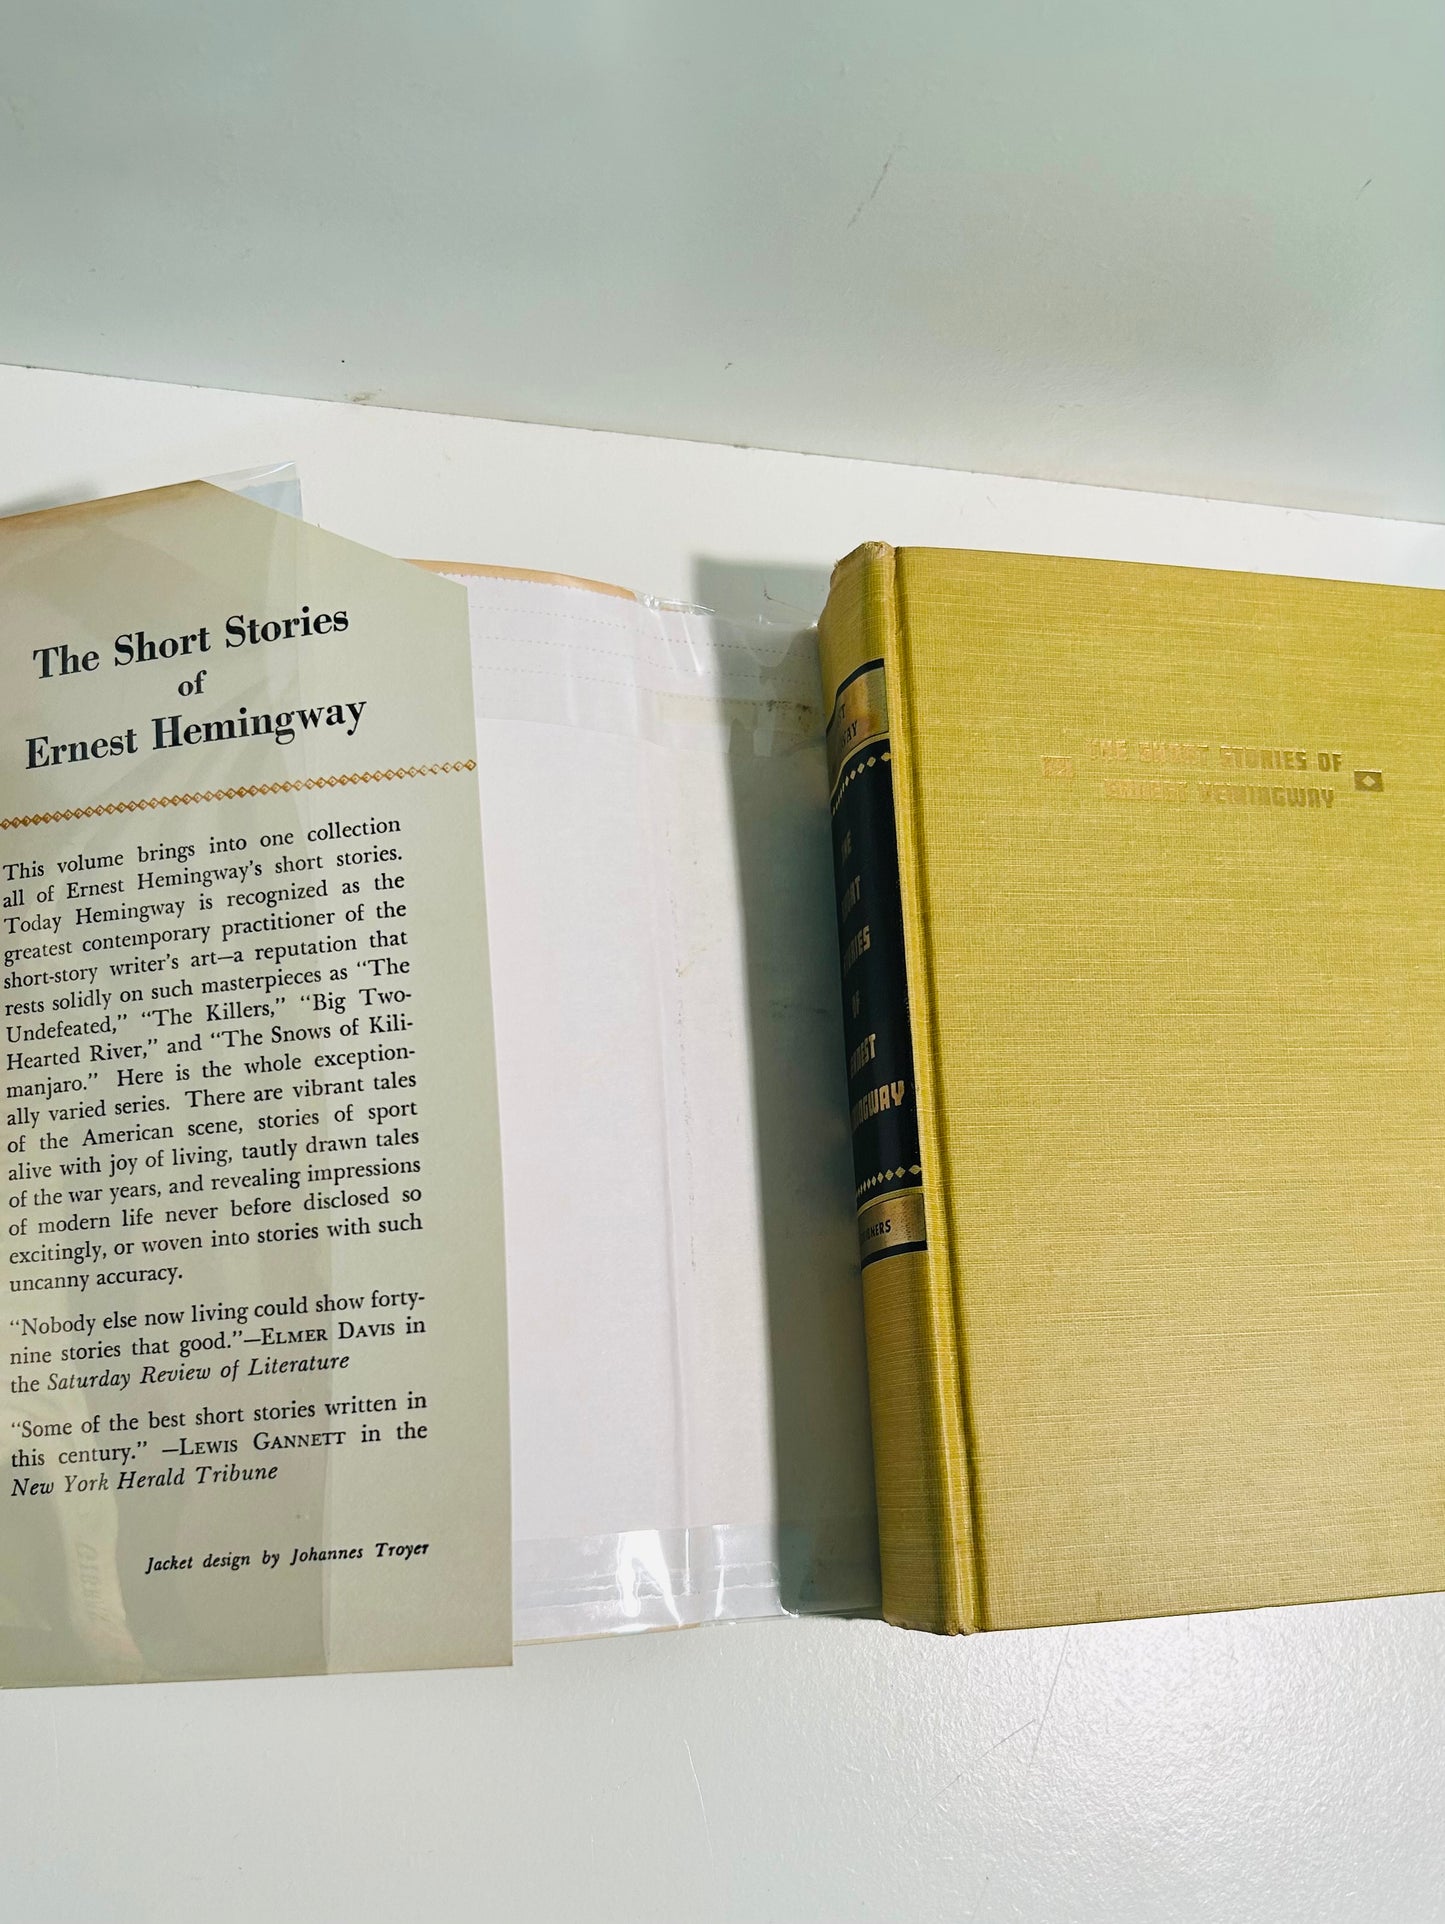 The Short Stories
of
Ernest Hemingway
This volume brings into one collection
all of Ernest Hemingway's short stories.
Today Hemingway is recognized as the
greatest contemporary practitioner of the
short-story writer's art—a reputation that
rests solidly on such masterpieces as "The
Undefeated," "The Killers," "Big Two-
Hearted River," and "The Snows of Kili-
manjaro." Here is the whole exception-
ally varied series. There are vibrant tales
of the American scene, stories of sport
alive with joy of living, tautly drawn tales
of the war years, and revealing impressions
of modern life never before disclosed so
excitingly, or woven into stories with such
uncanny accuracy.
"Nobody else now living could show forty-
nine stories that good."—ELMER DAVIS in
the Saturday Review of Literature
"Some of the best short stories written in
this century." —LEWIS GANNETT in the
New York Herald Tribune
Jacket design by Johannes Troyer
THE SHORT STORIES OF
ERNEST HEMINGWAY
OF